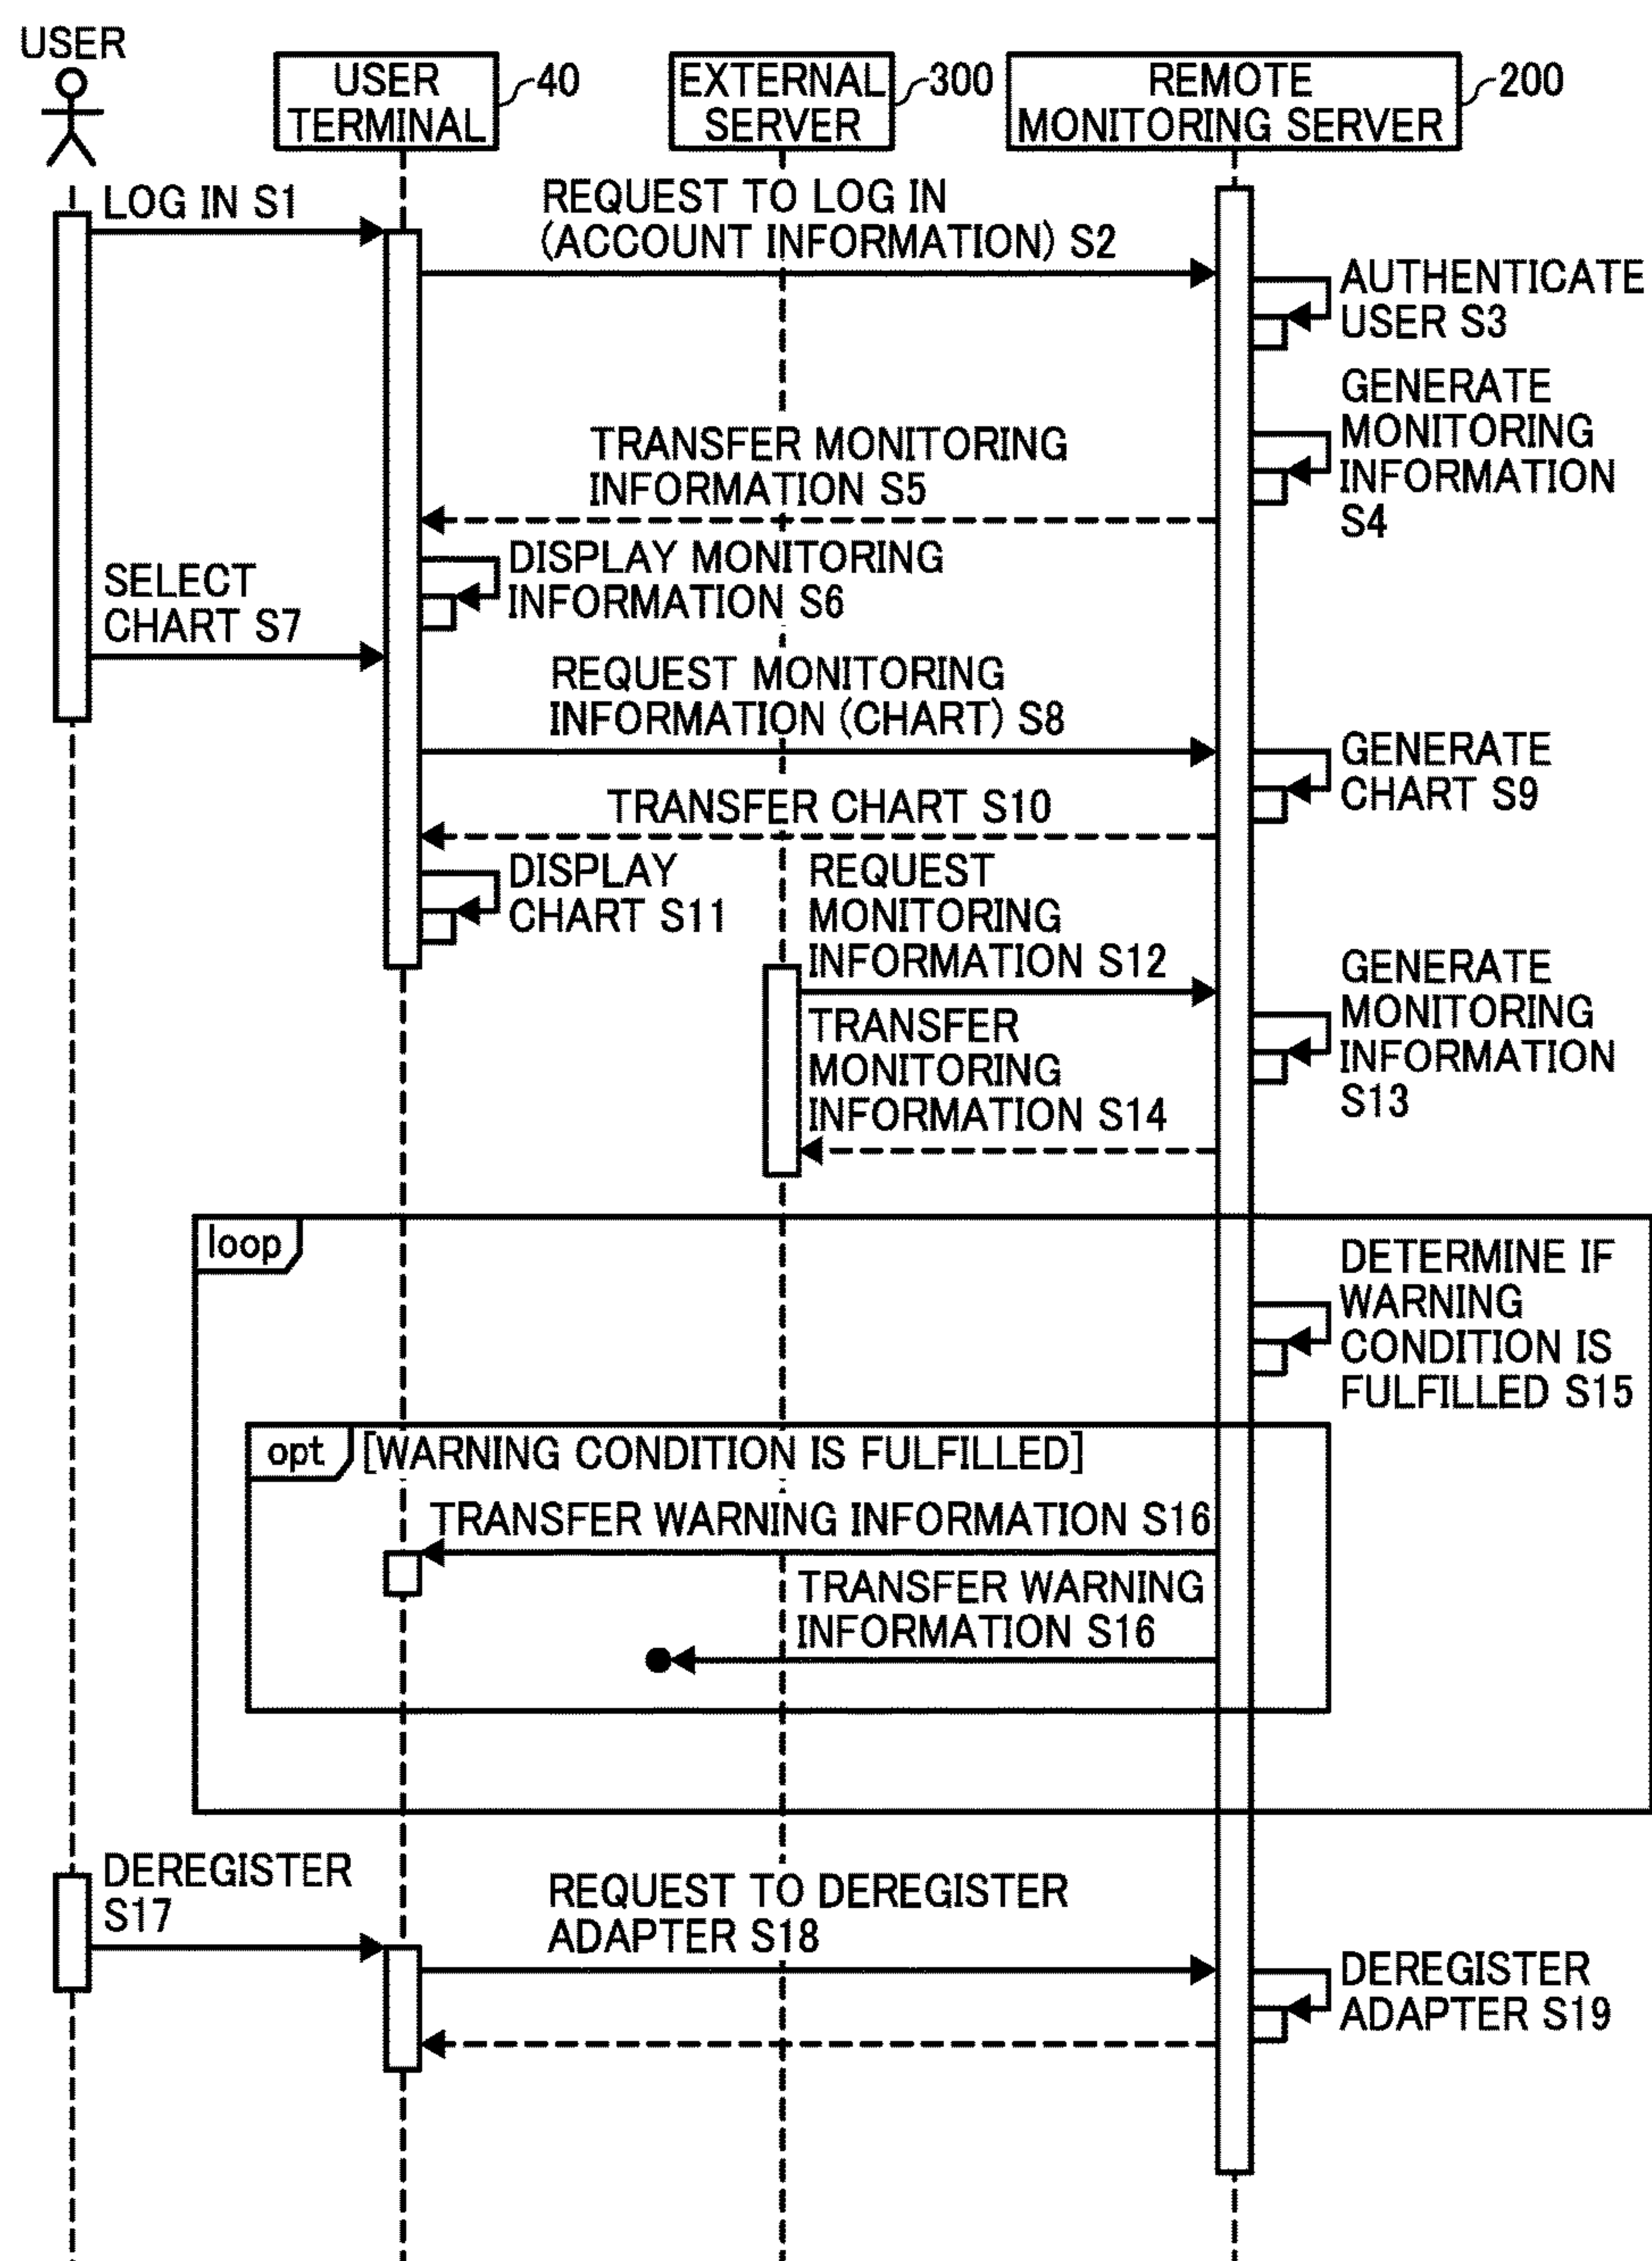 USER
USER
TERMINAL
40
EXTERNAL
SERVER
300
REMOTE
MONITORING SERVER
200
LOG IN S1
REQUEST TO LOG IN
(ACCOUNT INFORMATION) S2
AUTHENTICATE
USER S3
GENERATE
MONITORING
INFORMATION
S4
TRANSFER MONITORING
INFORMATION S5
DISPLAY MONITORING
INFORMATION S6
SELECT
CHART S7
REQUEST MONITORING
INFORMATION (CHART) S8
GENERATE
CHART S9
TRANSFER CHART S10
DISPLAY
CHART S11
REQUEST
MONITORING
INFORMATION S12
GENERATE
MONITORING
INFORMATION
S13
TRANSFER
MONITORING
INFORMATION S14
loop
DETERMINE IF
WARNING
CONDITION IS
FULFILLED S15
opt
[WARNING CONDITION IS FULFILLED]
TRANSFER WARNING INFORMATION S16
TRANSFER WARNING
INFORMATION S16
DEREGISTER
S17
REQUEST TO DEREGISTER
ADAPTER S18
DEREGISTER
ADAPTER S19